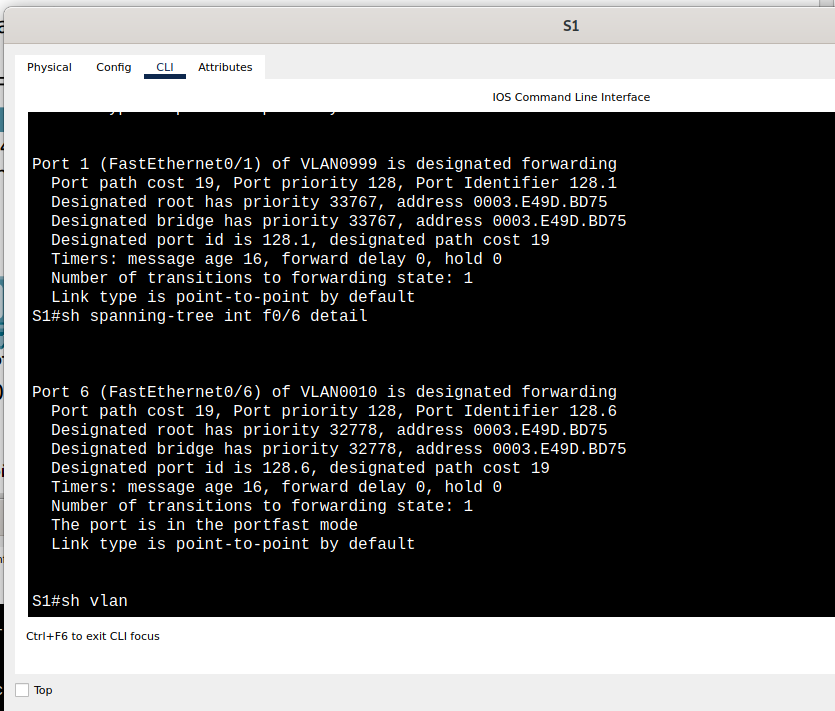 S1
Physical Config CLI Attributes
IOS Command Line Interface
Port 1 (FastEthernet0/1) of VLAN0999 is designated forwarding
Port path cost 19, Port priority 128, Port Identifier 128.1
Designated root has priority 33767, address 0003.E49D.BD75
Designated bridge has priority 33767, address 0003.E49D.BD75
Designated port id is 128.1, designated path cost 19
Timers: message age 16, forward delay 0, hold 0
Number of transitions to forwarding state: 1
Link type is point-to-point by default
S1#sh spanning-tree int f0/6 detail
Port 6 (FastEthernet0/6) of VLAN0010 is designated forwarding
Port path cost 19, Port priority 128, Port Identifier 128.6
Designated root has priority 32778, address 0003.E49D.BD75
Designated bridge has priority 32778, address 0003.E49D.BD75
Designated port id is 128.6, designated path cost 19
Timers: message age 16, forward delay 0, hold 0
Number of transitions to forwarding state: 1
The port is in the portfast mode
Link type is point-to-point by default
S1#sh vlan
Ctrl+F6 to exit CLI focus
Top